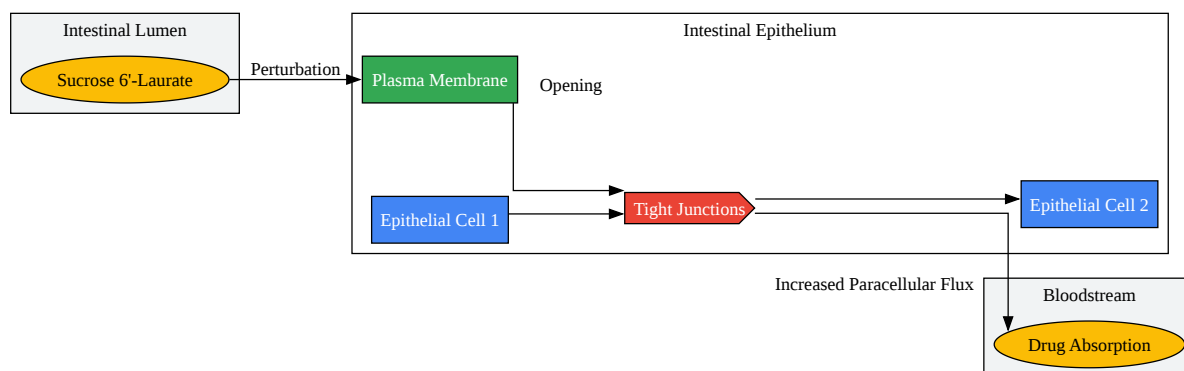 Intestinal Lumen
Sucrose 6'-Laurate
Perturbation
Intestinal Epithelium
Plasma Membrane
Opening
Epithelial Cell 1
Tight Junctions
Epithelial Cell 2
Increased Paracellular Flux
Bloodstream
Drug Absorption